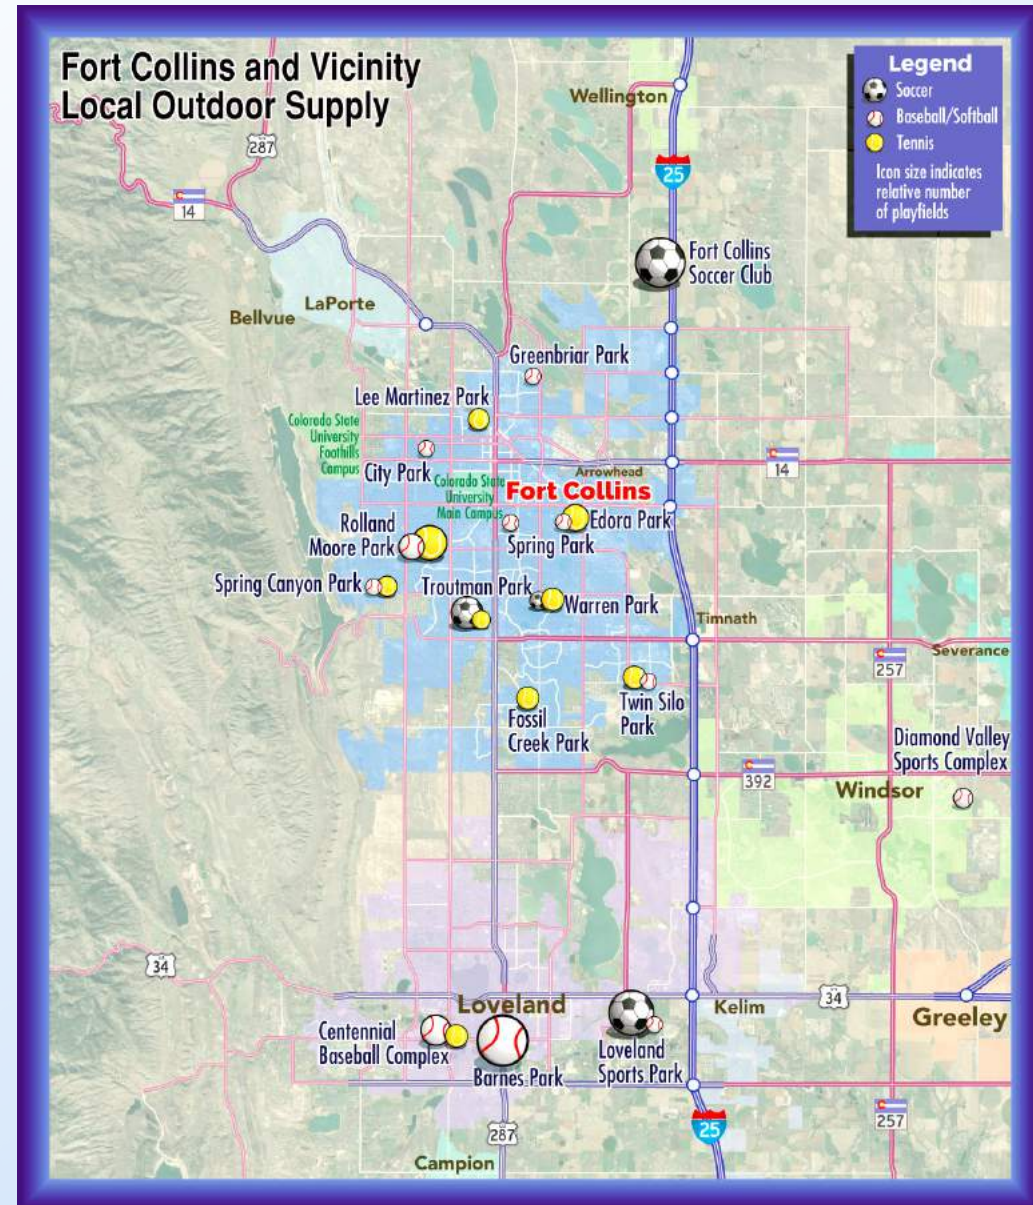 Fort Collins and Vicinity
Local Outdoor Supply
Legend
Soccer
Baseball/Softball
Tennis
Icon size indicates
relative number
of playfields
Wellington
287
25
14
Fort Collins
Soccer Club
LaPorte
Bellvue
Greenbriar Park
Lee Martinez Park
Colorado State
University
Foothills
Campus
City Park
14
Arrowhead
Colorado State
University
Main Campus
Fort Collins
Edora Park
Rolland
Moore Park
Spring Park
Spring Canyon Park
Troutman Park
Warren Park
Timnath
Severance
257
Twin Silo
Park
Fossil
Creek Park
Diamond Valley
Sports Complex
392
Windsor
34
Loveland
Kelim
34
Greeley
Centennial
Baseball Complex
Loveland
Sports Park
Barnes Park
257
287
25
Campion